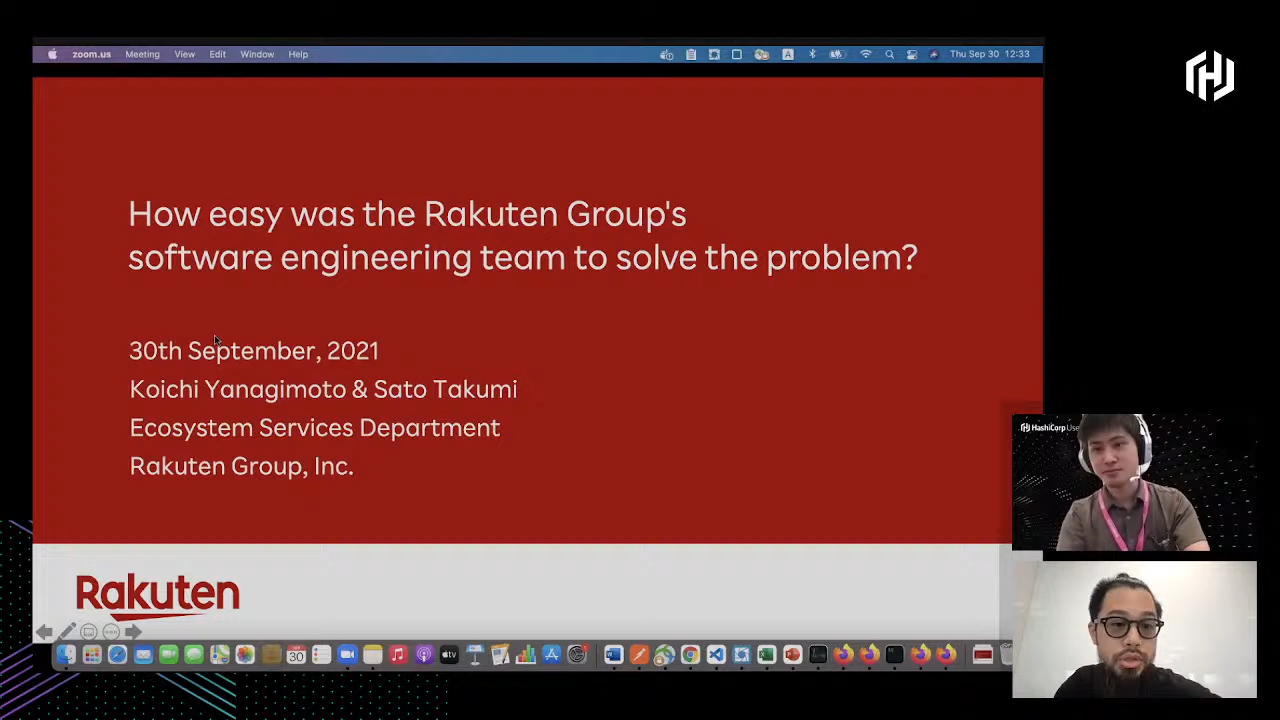 zoom.us Meeting View Edit Window Help Thu Sep 30 12:33
How easy was the Rakuten Group's
software engineering team to solve the problem?
30th September, 2021
Koichi Yanagimoto & Sato Takumi
Ecosystem Services Department
Rakuten Group, Inc.
HashiCorp Use
Rakuten